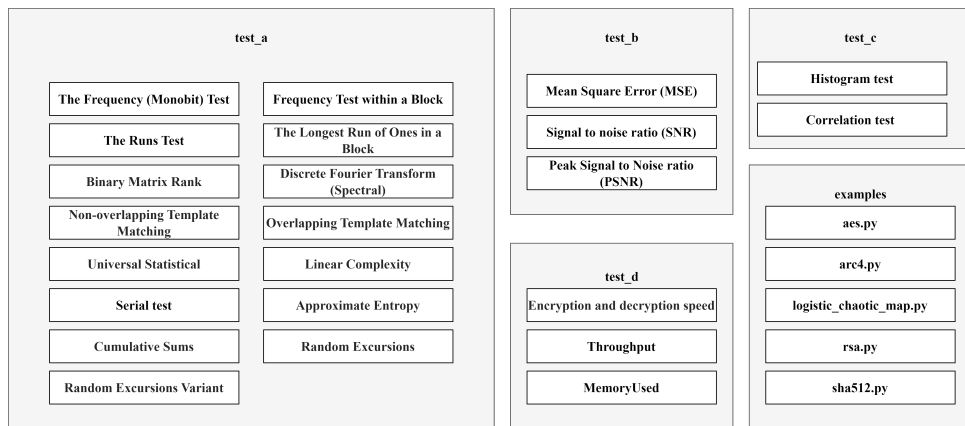 test_a
The Frequency (Monobit) Test
Frequency Test within a Block
The Runs Test
The Longest Run of Ones in a
Block
Binary Matrix Rank
Discrete Fourier Transform
(Spectral)
Non-overlapping Template
Matching
Overlapping Template Matching
Universal Statistical
Linear Complexity
Serial test
Approximate Entropy
Cumulative Sums
Random Excursions
Random Excursions Variant
test_b
Mean Square Error (MSE)
Signal to noise ratio (SNR)
Peak Signal to Noise ratio
(PSNR)
test_c
Histogram test
Correlation test
test_d
Encryption and decryption speed
Throughput
MemoryUsed
examples
aes.py
arc4.py
logistic_chaotic_map.py
rsa.py
sha512.py